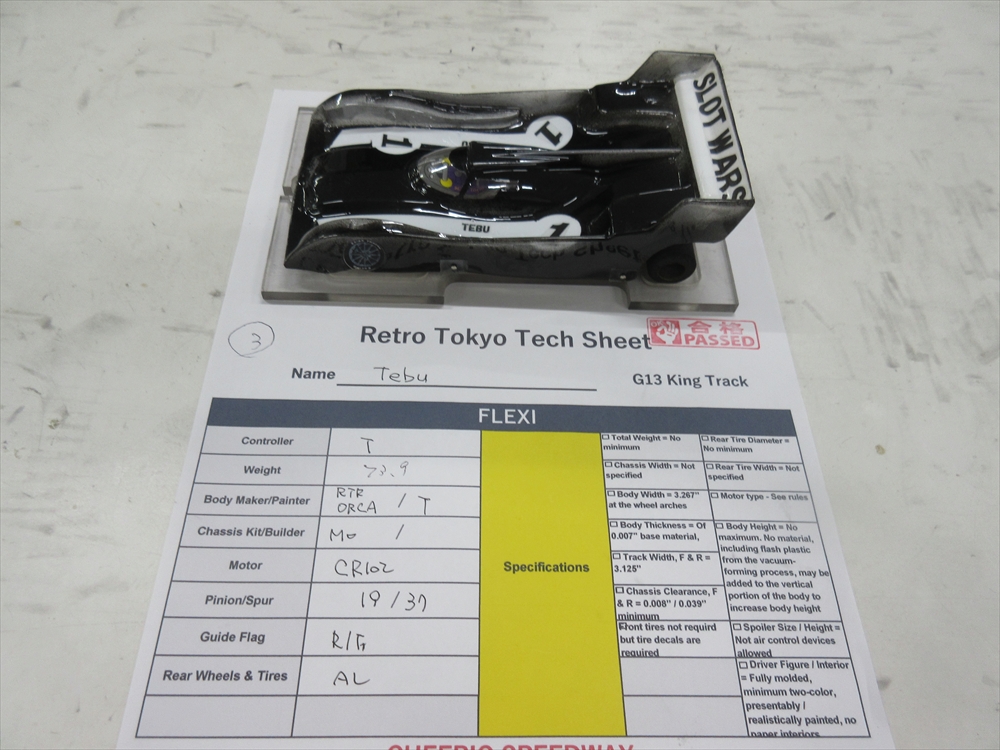 SLOT WARS
1
1
TEBU
1
3
Retro Tokyo Tech Sheet
合格
PASSED
Name Tebu
G13 King Track
FLEXI
Controller T
Weight
Body Maker/Painter RTR ORCA / T
Chassis Kit/Builder Mo /
Motor CR102
Pinion/Spur 19/37
Guide Flag R/G
Rear Wheels & Tires AL
Specifications
Total Weight = No
minimum
Chassis Width = Not
specified
Body Width = 3.267"
at the wheel arches
Body Thickness = Of
0.007" base material,
Track Width, F & R =
3.125"
Chassis Clearance, F
& R = 0.008" / 0.039"
minimum
Front tires not requird
but tire decals are
required
Rear Tire Diameter =
No minimum
Rear Tire Width = Not
specified
Motor type - See rules
Body Height = No
maximum. No material,
including flash plastic
from the vacuum-
forming process, may be
added to the vertical
portion of the body to
increase body height
Spoiler Size / Height =
Not air control devices
allowed
Driver Figure / Interior
= Fully molded,
minimum two-color,
presentably /
realistically painted, no
paper interiors
CHEERIO SPEEDWAY